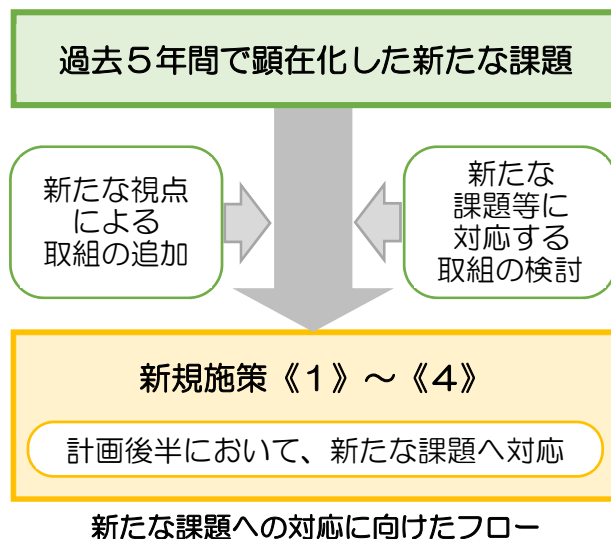 過去５年間で顕在化した新たな課題
新たな視点
による
取組の追加
新たな
課題等に
対応する
取組の検討
新規施策《１》～《４》
計画後半において、新たな課題へ対応
新たな課題への対応に向けたフロー